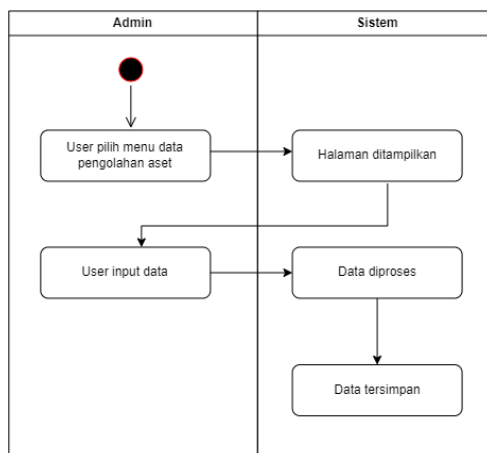 Admin
Sistem
User pilih menu data
pengolahan aset
Halaman ditampilkan
User input data
Data diproses
Data tersimpan